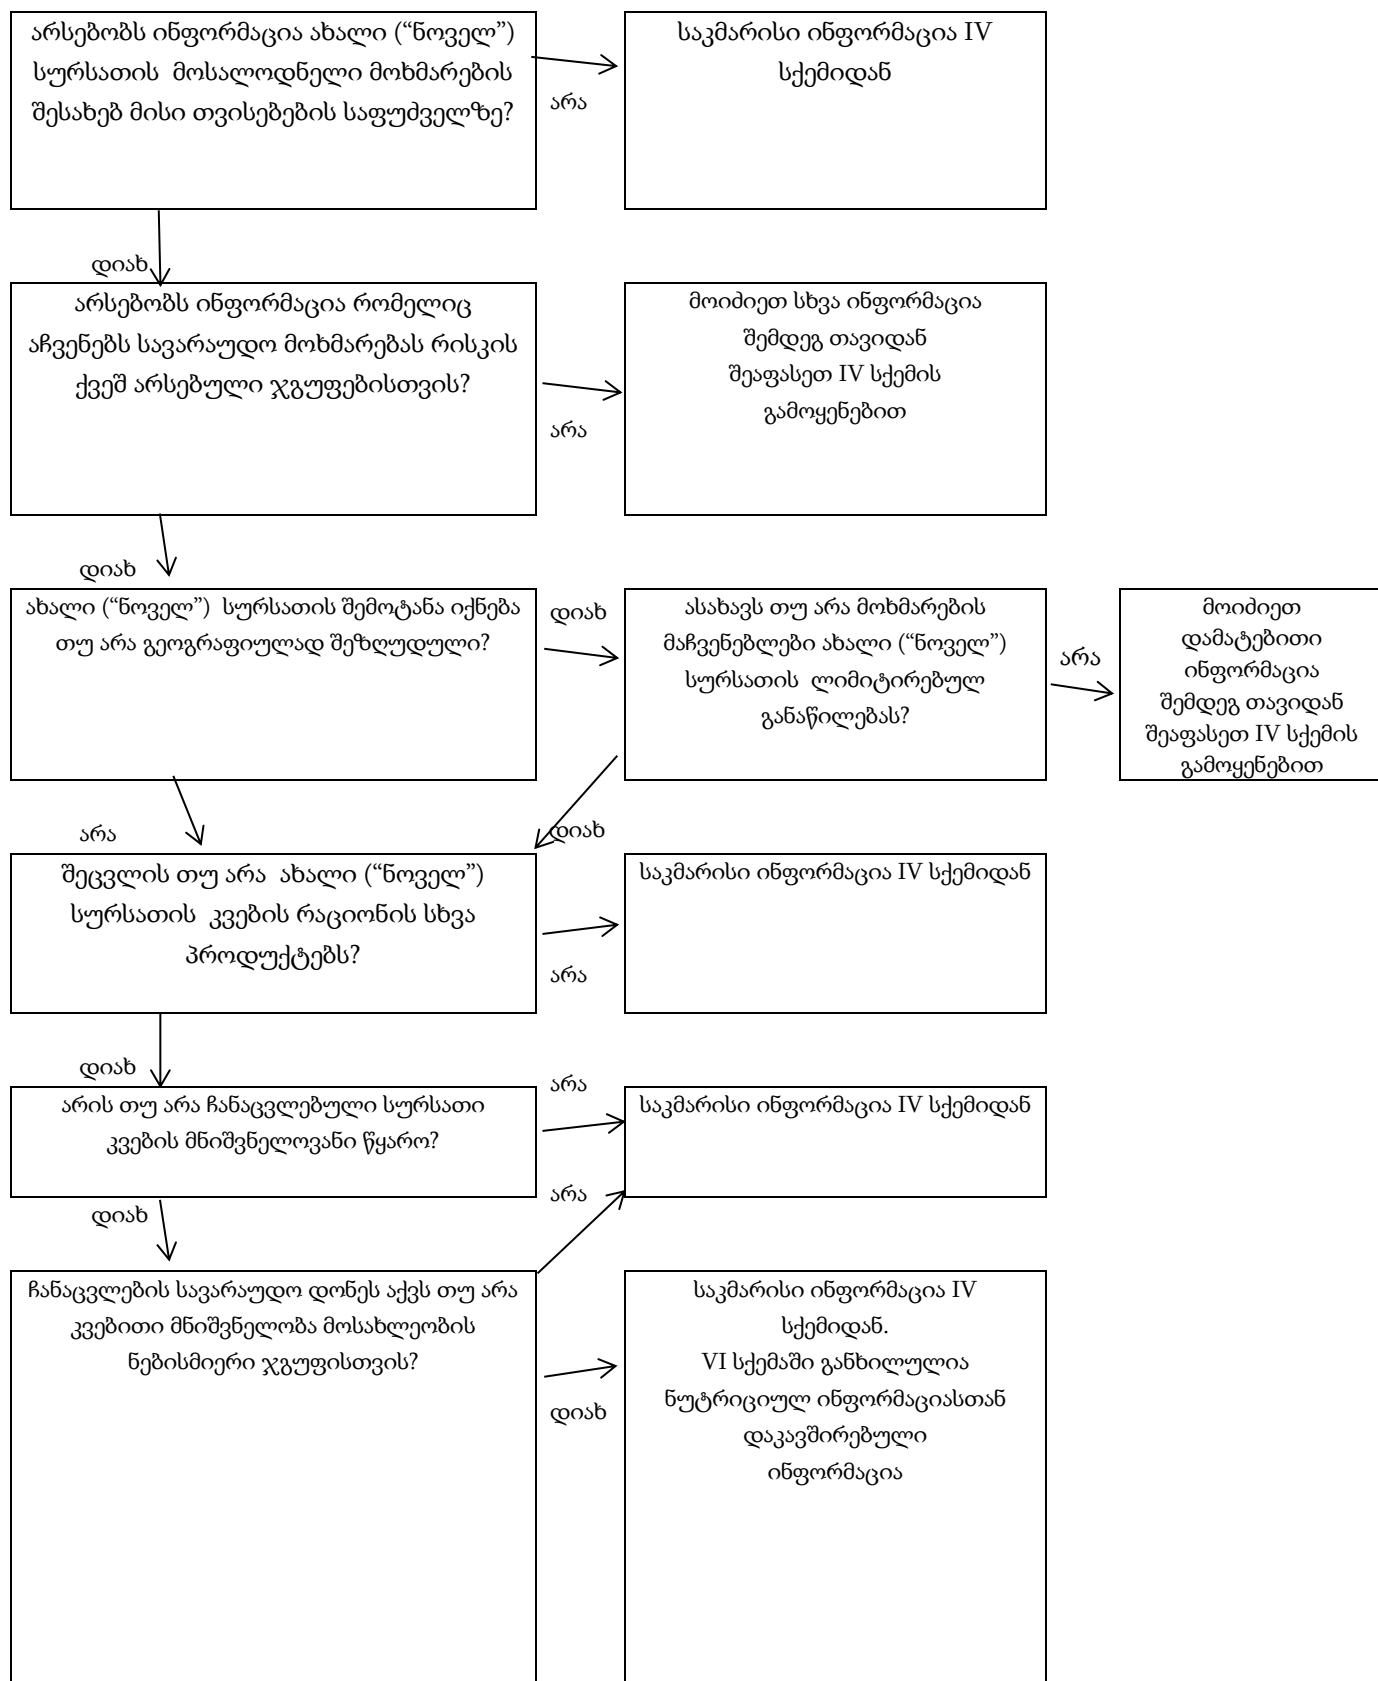 არსებობს ინფორმაცია ახალი (“ნოველ”)
სურსათის მოსალოდნელი მოხმარების
შესახებ მისი თვისებების საფუძველზე?
არა
საკმარისი ინფორმაცია IV
სქემიდან
დიახ
არსებობს ინფორმაცია რომელიც
აჩვენებს სავარაუდო მოხმარებას რისკის
ქვეშ არსებული ჯგუფებისთვის?
არა
მოიძიეთ სხვა ინფორმაცია
შემდეგ თავიდან
შეაფასეთ IV სქემის
გამოყენებით
დიახ
ახალი (“ნოველ”) სურსათის შემოტანა იქნება
თუ არა გეოგრაფიულად შეზღუდული?
დიახ
ასახავს თუ არა მოხმარების
მაჩვენებლები ახალი (“ნოველ”)
სურსათის ლიმიტირებულ
განაწილებას?
არა
მოიძიეთ
დამატებითი
ინფორმაცია
შემდეგ თავიდან
შეაფასეთ IV სქემის
გამოყენებით
არა
დიახ
შეცვლის თუ არა ახალი (“ნოველ”)
სურსათის კვების რაციონის სხვა
პროდუქტებს?
არა
საკმარისი ინფორმაცია IV სქემიდან
დიახ
არის თუ არა ჩანაცვლებული სურსათი
კვების მნიშვნელოვანი წყარო?
არა
საკმარისი ინფორმაცია IV სქემიდან
არა
დიახ
ჩანაცვლების სავარაუდო დონეს აქვს თუ არა
კვებითი მნიშვნელობა მოსახლეობის
ნებისმიერი ჯგუფისთვის?
დიახ
საკმარისი ინფორმაცია IV
სქემიდან.
VI სქემაში განხილულია
ნუტრიციულ ინფორმაციასთან
დაკავშირებული
ინფორმაცია